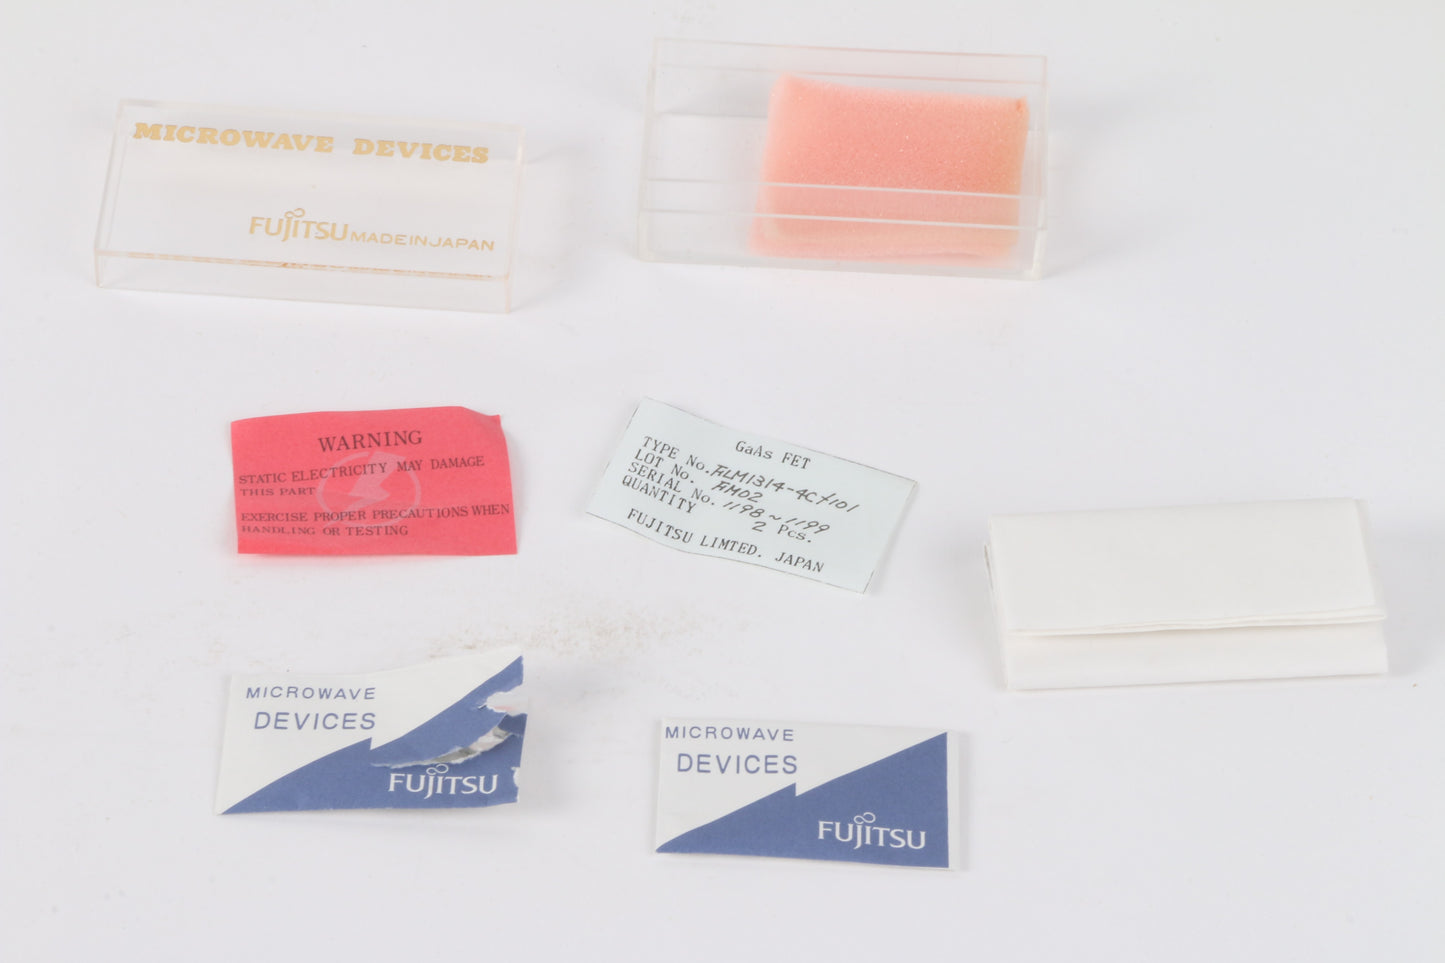 MICROWAVE DEVICES
FUJITSU MADE IN JAPAN
WARNING
STATIC ELECTRICITY MAY DAMAGE
THIS PART
EXERCISE PROPER PRECAUTIONS WHEN
HANDLING OR TESTING
GaAs FET
TYPE No. FLM1314-4C/101
LOT No. FM02
SERIAL No. 1198~1199
QUANTITY 2 Pcs.
FUJITSU LIMTED. JAPAN
MICROWAVE
DEVICES
FUJITSU
MICROWAVE
DEVICES
FUJITSU